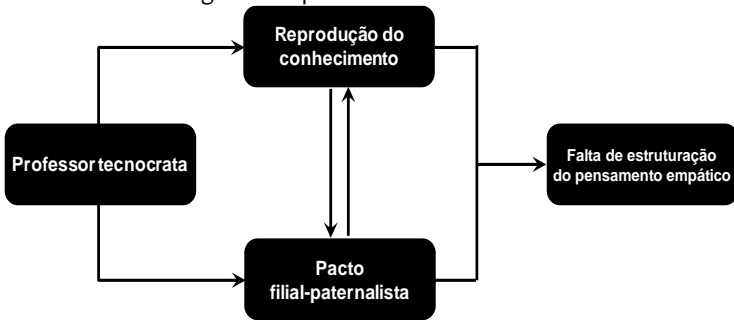 Reprodução do
conhecimento
Professor tecnocrata
Falta de estruturação
do pensamento empático
Pacto
filial-paternalista